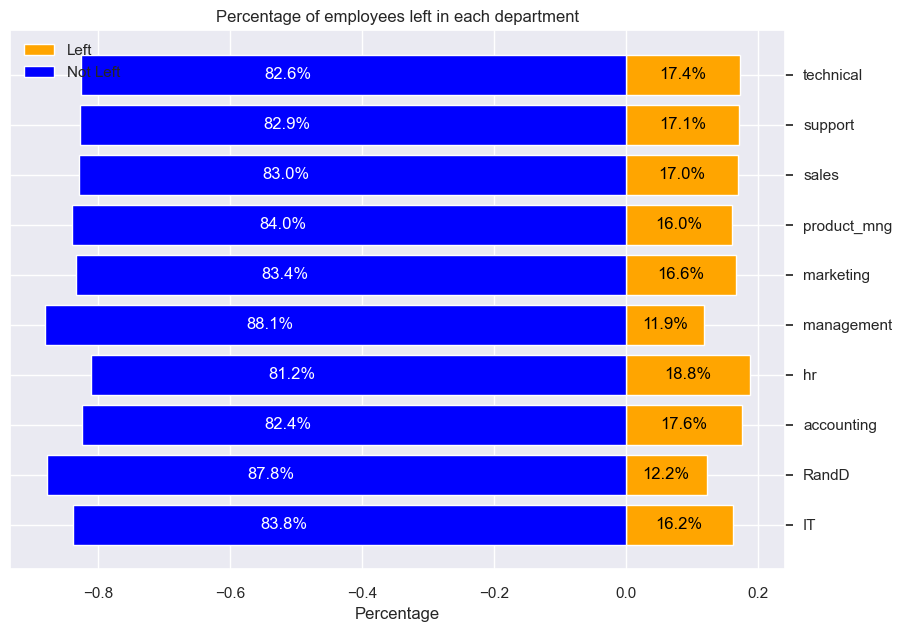 Percentage of employees left in each department
Left
Not Left
82.6% 17.4% technical
82.9% 17.1% support
83.0% 17.0% sales
84.0% 16.0% product_mng
83.4% 16.6% marketing
88.1% 11.9% management
81.2% 18.8% hr
82.4% 17.6% accounting
87.8% 12.2% RandD
83.8% 16.2% IT
−0.8 −0.6 −0.4 −0.2 0.0 0.2
Percentage